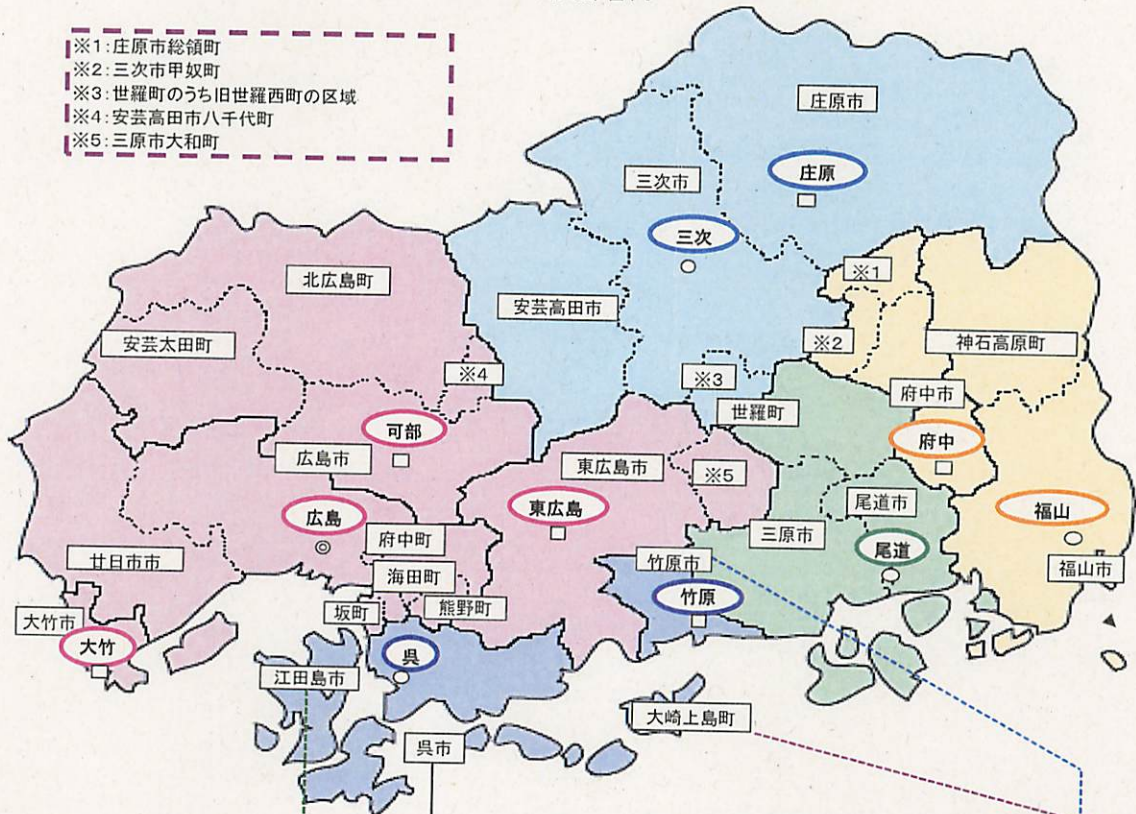 ※1:庄原市総領町
※2:三次市甲奴町
※3:世羅町のうち旧世羅西町の区域
※4:安芸高田市八千代町
※5:三原市大和町
庄原市
庄原
三次市
三次
※1
北広島町
安芸高田市
安芸太田町
※2
神石高原町
※4
※3
世羅町
府中市
可部
府中
広島市
東広島市
※5
尾道市
広島
東広島
福山
府中町
三原市
尾道
廿日市市
竹原市
福山市
海田町
坂町
熊野町
竹原
大竹市
大竹
呉
江田島市
大崎上島町
呉市